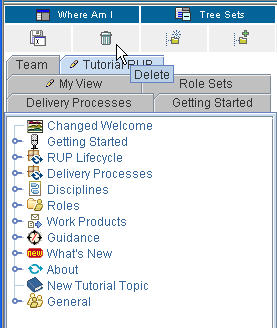 Where Am I Tree Sets
Team Tutorial RUP
Delete
My View Role Sets
Delivery Processes Getting Started
Changed Welcome
Getting Started
RUP Lifecycle
Delivery Processes
Disciplines
Roles
Work Products
Guidance
new What's New
About
New Tutorial Topic
General